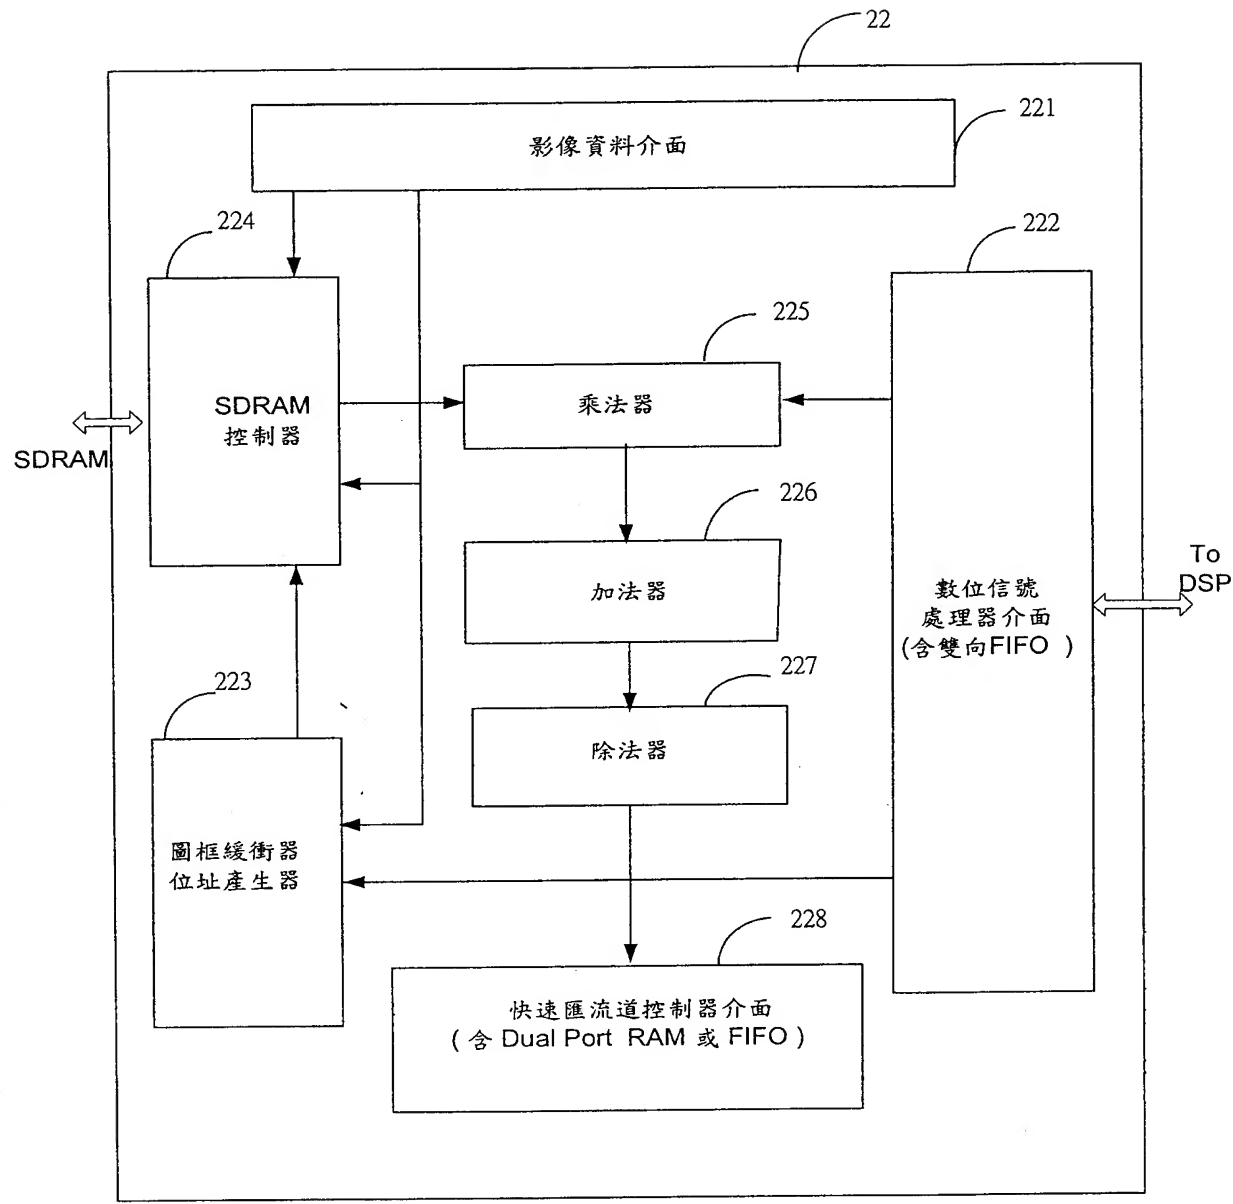 22
221
影像資料介面
224
222
225
SDRAM
控制器
乘法器
SDRAM
226
加法器
To
DSP
數位信號
處理器介面
(含雙向FIFO )
223
227
除法器
圖框緩衝器
位址產生器
228
快速匯流道控制器介面
( 含 Dual Port RAM 或 FIFO )